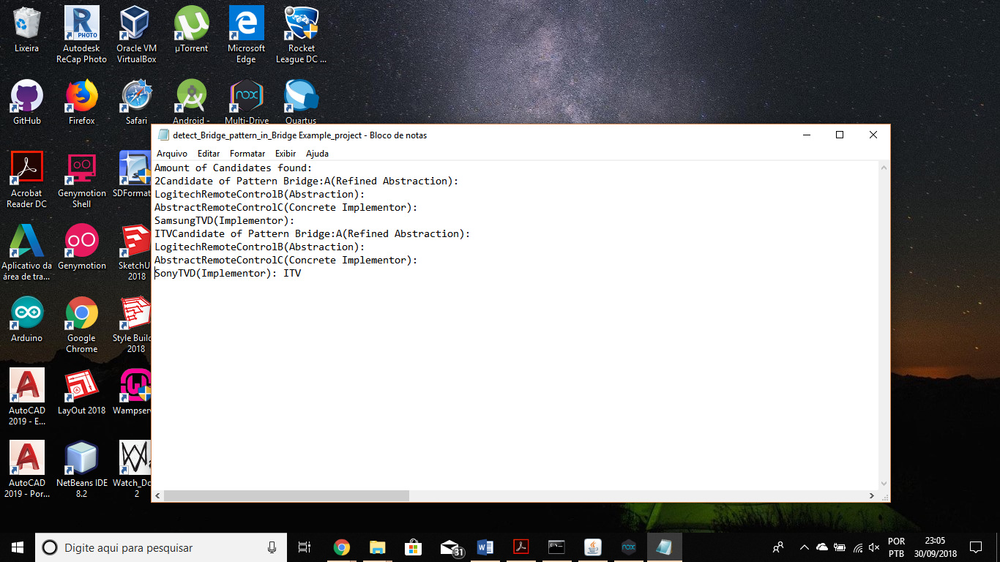 Lixeira
Autodesk
ReCap Photo
Oracle VM
VirtualBox
µTorrent
Microsoft
Edge
Rocket
League DC ...
R
PHOTO
GitHub
Firefox
Safari
Android -
Multi-Drive
Quartus
nox
detect_Bridge_pattern_in_Bridge Example_project - Bloco de notas
Arquivo Editar Formatar Exibir Ajuda
Amount of Candidates found:
2Candidate of Pattern Bridge:A(Refined Abstraction):
LogitechRemoteControlB(Abstraction):
AbstractRemoteControlC(Concrete Implementor):
SamsungTVD(Implementor):
ITVCandidate of Pattern Bridge:A(Refined Abstraction):
LogitechRemoteControlB(Abstraction):
AbstractRemoteControlC(Concrete Implementor):
SonyTVD(Implementor): ITV
Acrobat
Reader DC
Genymotion
Shell
SDFormat
Aplicativo da
área de tra...
Genymotion
SketchU
2018
Arduino
Google
Chrome
Style Build
2018
AutoCAD
2019 - E...
LayOut 2018
Wampserv
AutoCAD
2019 - Por...
NetBeans IDE
8.2
Watch_Do
2
Digite aqui para pesquisar
31
nox
POR
PTB
23:05
30/09/2018